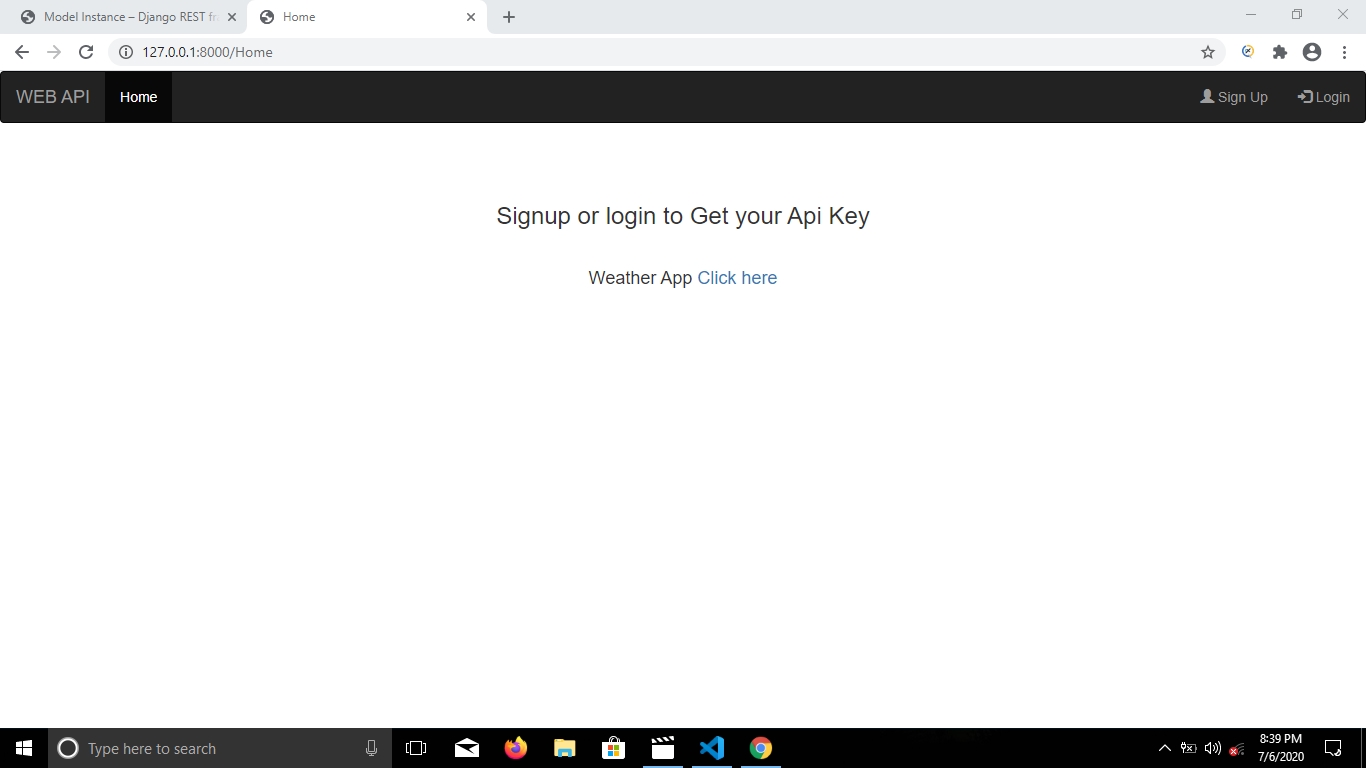 Model Instance – Django REST fr
Home
127.0.0.1:8000/Home
WEB API
Home
Sign Up
Login
Signup or login to Get your Api Key
Weather App Click here
Type here to search
8:39 PM
7/6/2020